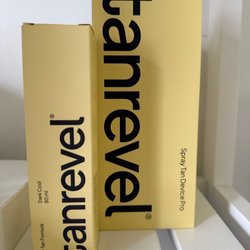 tanrevel®
Spray Tan Device Pro
tanrevel®
Dark Cool
80 ml
Tan Formula